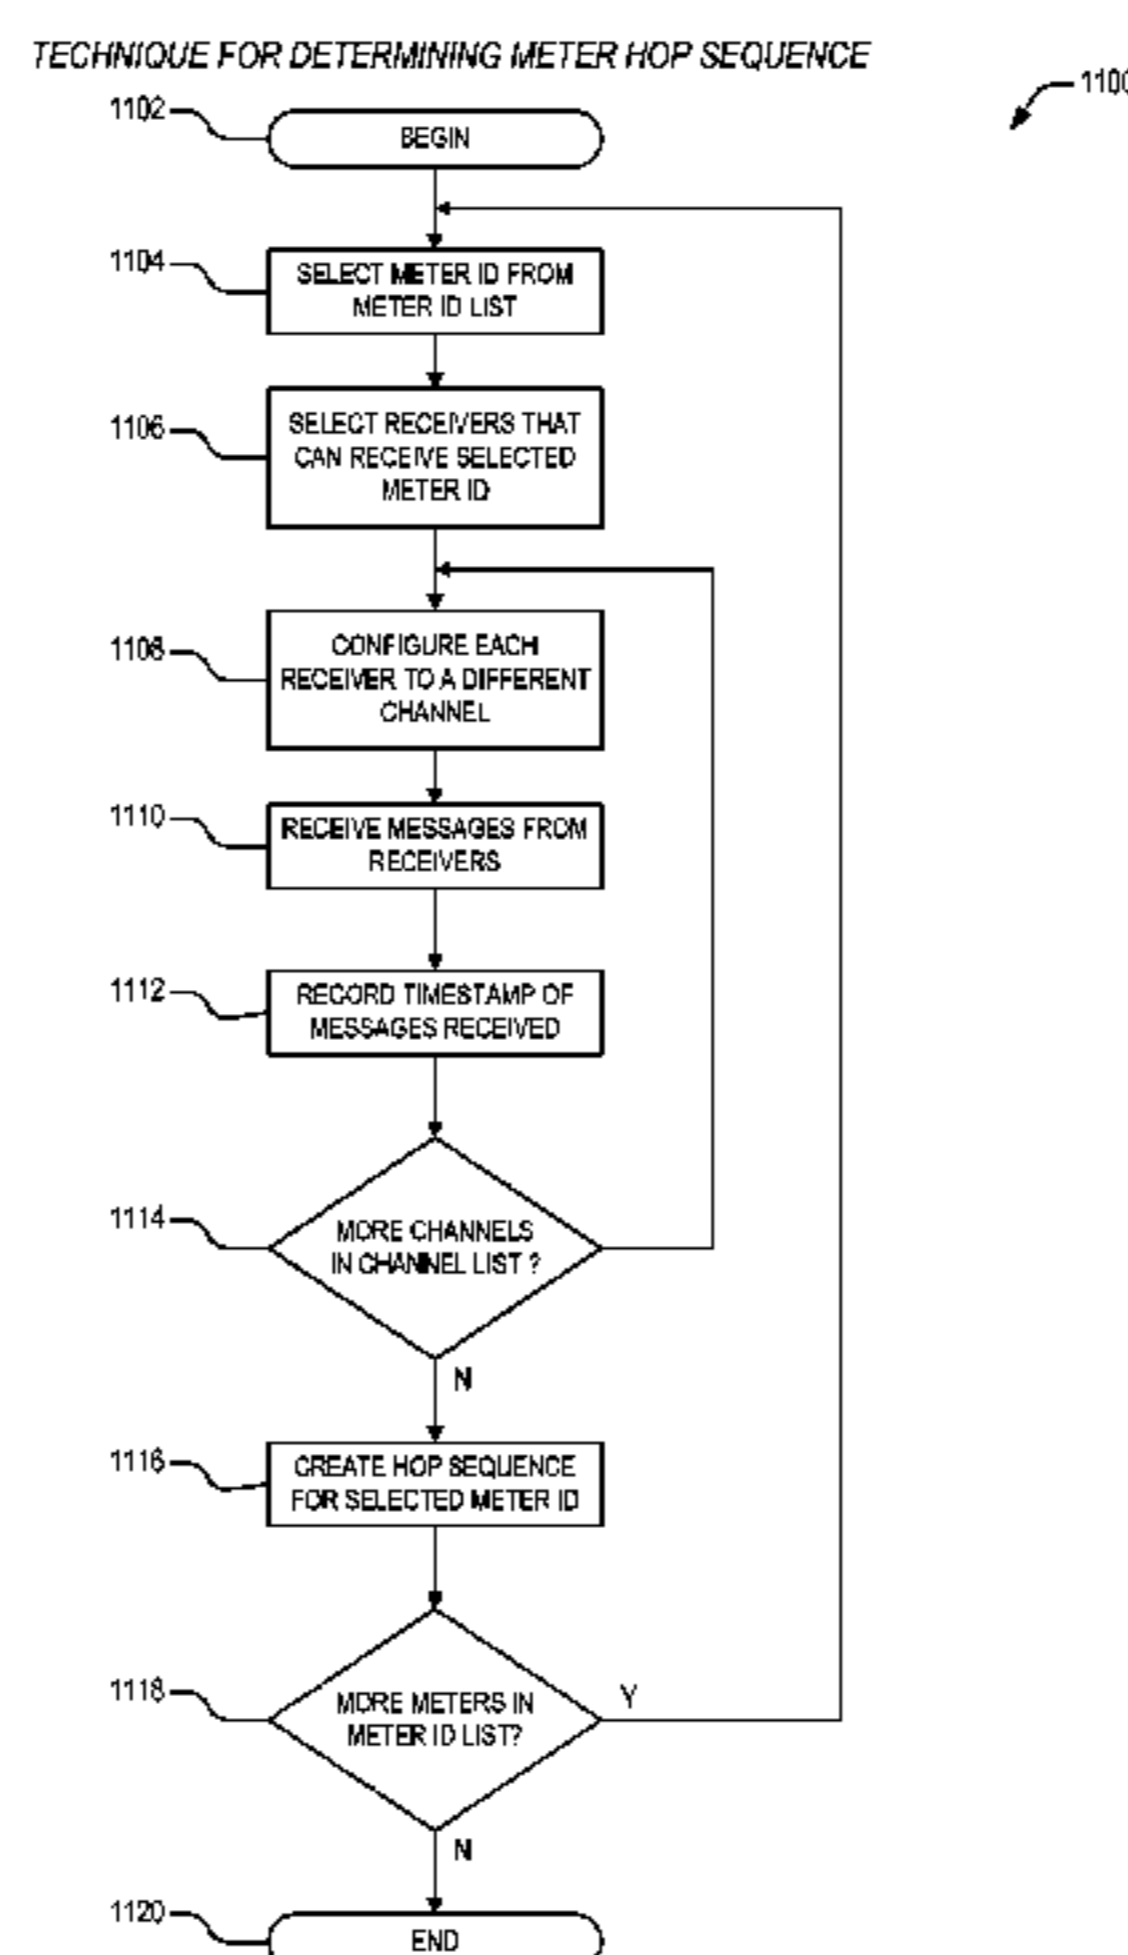 TECHNIQUE FOR DETERMINING METER HOP SEQUENCE
1100
1102
BEGIN
1104
SELECT METER ID FROM
METER ID LIST
1106
SELECT RECEIVERS THAT
CAN RECEIVE SELECTED
METER ID
1108
CONFIGURE EACH
RECEIVER TO A DIFFERENT
CHANNEL
1110
RECEIVE MESSAGES FROM
RECEIVERS
1112
RECORD TIMESTAMP OF
MESSAGES RECEIVED
1114
MORE CHANNELS
IN CHANNEL LIST ?
N
1116
CREATE HOP SEQUENCE
FOR SELECTED METER ID
1118
MORE METERS IN
METER ID LIST?
Y
N
1120
END